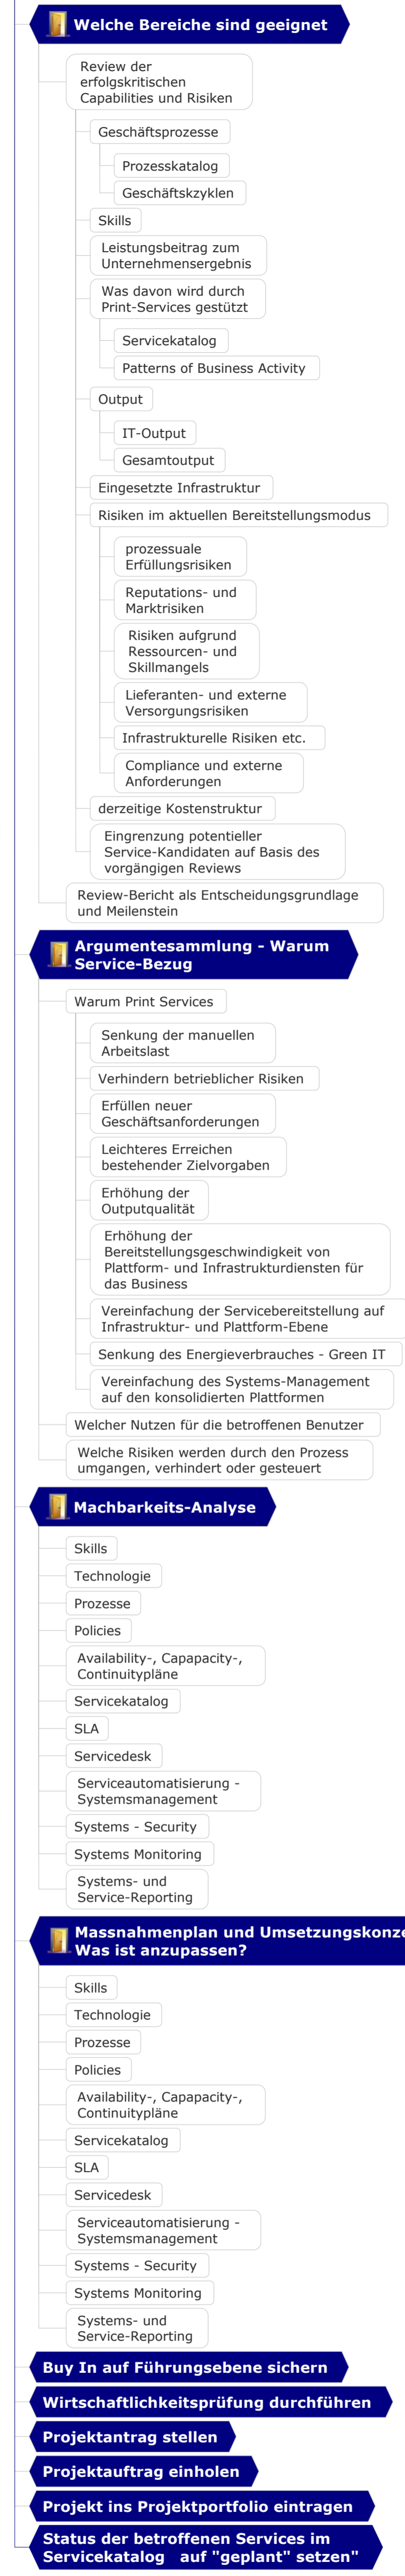 Welche Bereiche sind geeignet
Review der
erfolgskritischen
Capabilities und Risiken
Geschäftsprozesse
Prozesskatalog
Geschäftskzyklen
Skills
Leistungsbeitrag zum
Unternehmensergebnis
Was davon wird durch
Print-Services gestützt
Servicekatalog
Patterns of Business Activity
Output
IT-Output
Gesamtoutput
Eingesetzte Infrastruktur
Risiken im aktuellen Bereitstellungsmodus
prozessuale
Erfüllungsrisiken
Reputations- und
Marktrisiken
Risiken aufgrund
Ressourcen- und
Skillmangels
Lieferanten- und externe
Versorgungsrisiken
Infrastrukturelle Risiken etc.
Compliance und externe
Anforderungen
derzeitige Kostenstruktur
Eingrenzung potentieller
Service-Kandidaten auf Basis des
vorgängigen Reviews
Review-Bericht als Entscheidungsgrundlage
und Meilenstein
Argumentesammlung - Warum
Service-Bezug
Warum Print Services
Senkung der manuellen
Arbeitslast
Verhindern betrieblicher Risiken
Erfüllen neuer
Geschäftsanforderungen
Leichteres Erreichen
bestehender Zielvorgaben
Erhöhung der
Outputqualität
Erhöhung der
Bereitstellungsgeschwindigkeit von
Plattform- und Infrastrukturdiensten für
das Business
Vereinfachung der Servicebereitstellung auf
Infrastruktur- und Plattform-Ebene
Senkung des Energieverbrauches - Green IT
Vereinfachung des Systems-Management
auf den konsolidierten Plattformen
Welcher Nutzen für die betroffenen Benutzer
Welche Risiken werden durch den Prozess
umgangen, verhindert oder gesteuert
Machbarkeits-Analyse
Skills
Technologie
Prozesse
Policies
Availability-, Capapacity-,
Continuitypläne
Servicekatalog
SLA
Servicedesk
Serviceautomatisierung -
Systemsmanagement
Systems - Security
Systems Monitoring
Systems- und
Service-Reporting
Massnahmenplan und Umsetzungskonze
Was ist anzupassen?
Skills
Technologie
Prozesse
Policies
Availability-, Capapacity-,
Continuitypläne
Servicekatalog
SLA
Servicedesk
Serviceautomatisierung -
Systemsmanagement
Systems - Security
Systems Monitoring
Systems- und
Service-Reporting
Buy In auf Führungsebene sichern
Wirtschaftlichkeitsprüfung durchführen
Projektantrag stellen
Projektauftrag einholen
Projekt ins Projektportfolio eintragen
Status der betroffenen Services im
Servicekatalog auf "geplant" setzen"